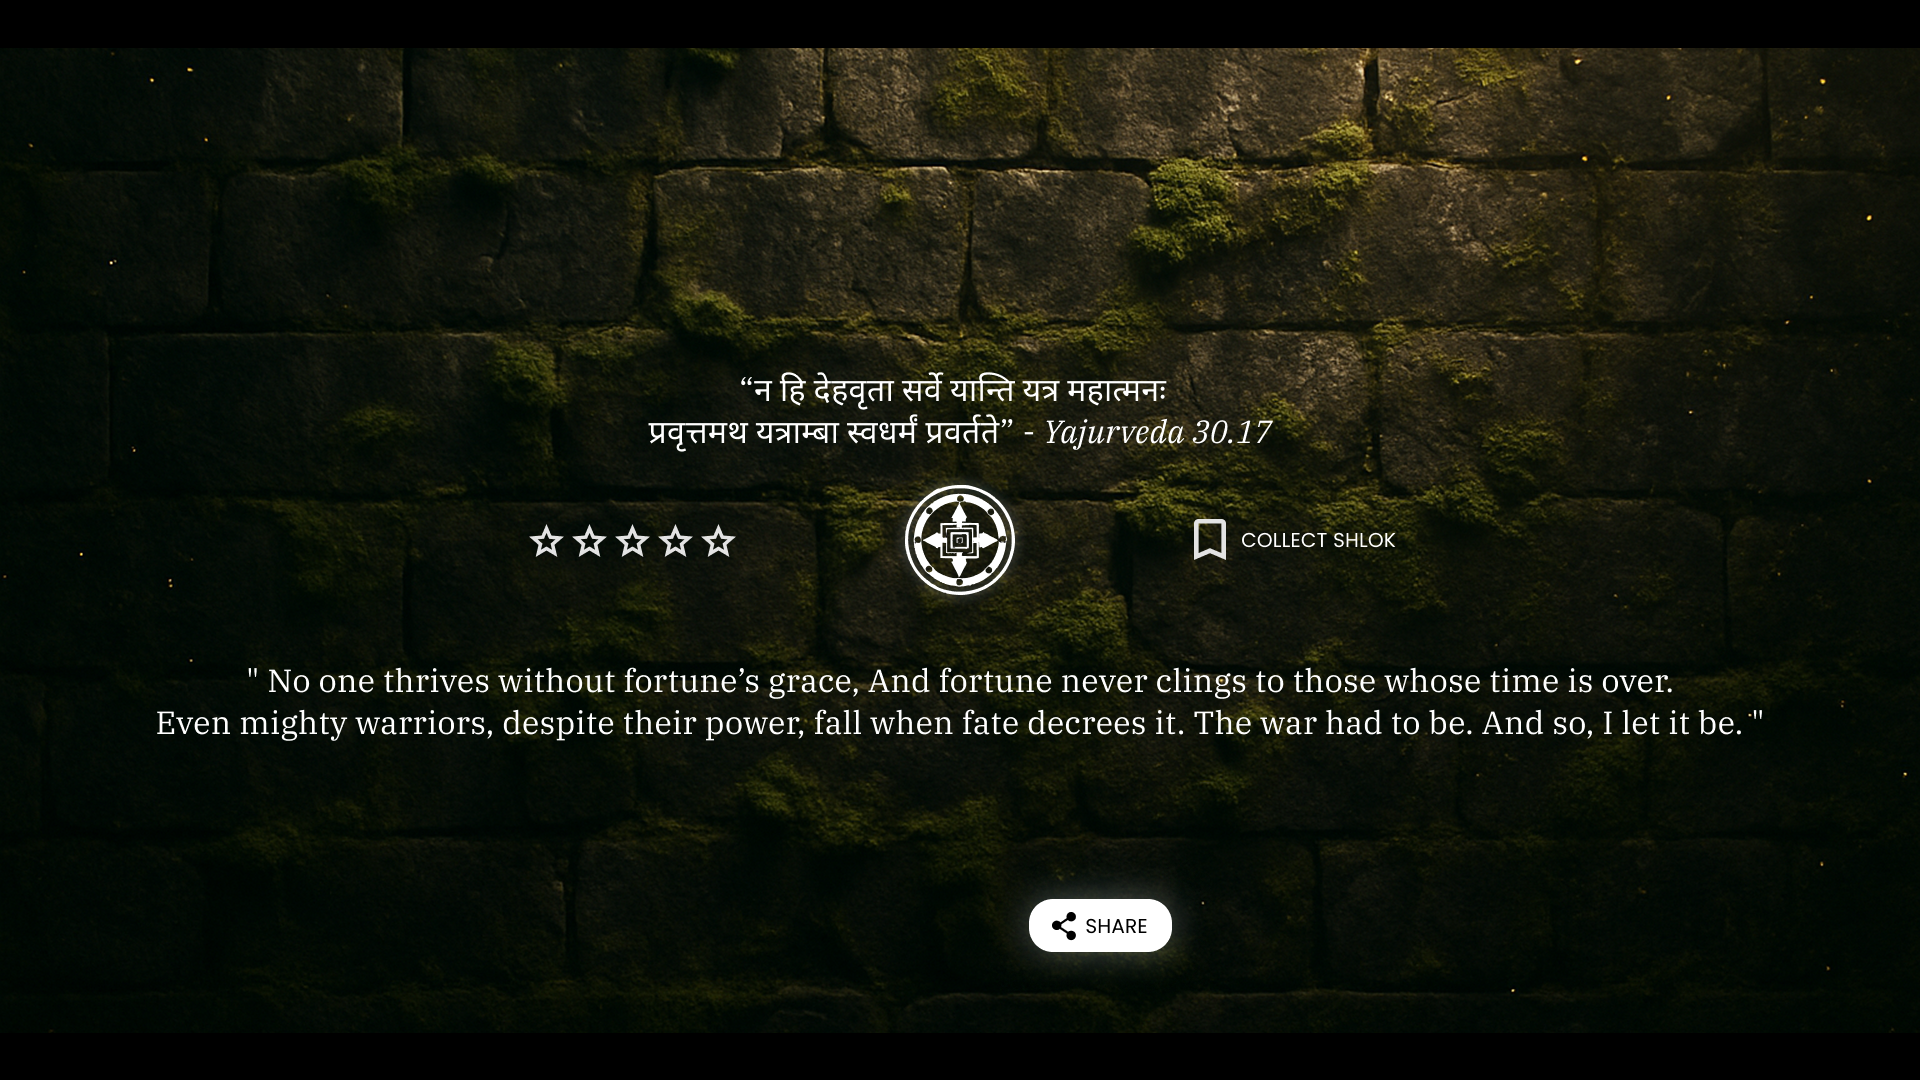 “न हि देहवृता सर्वे यान्ति यत्र महात्मनः
प्रवृत्तमथ यत्राम्बा स्वधर्मं प्रवर्तते” - Yajurveda 30.17
COLLECT SHLOK
" No one thrives without fortune’s grace, And fortune never clings to those whose time is over.
Even mighty warriors, despite their power, fall when fate decrees it. The war had to be. And so, I let it be. "
SHARE